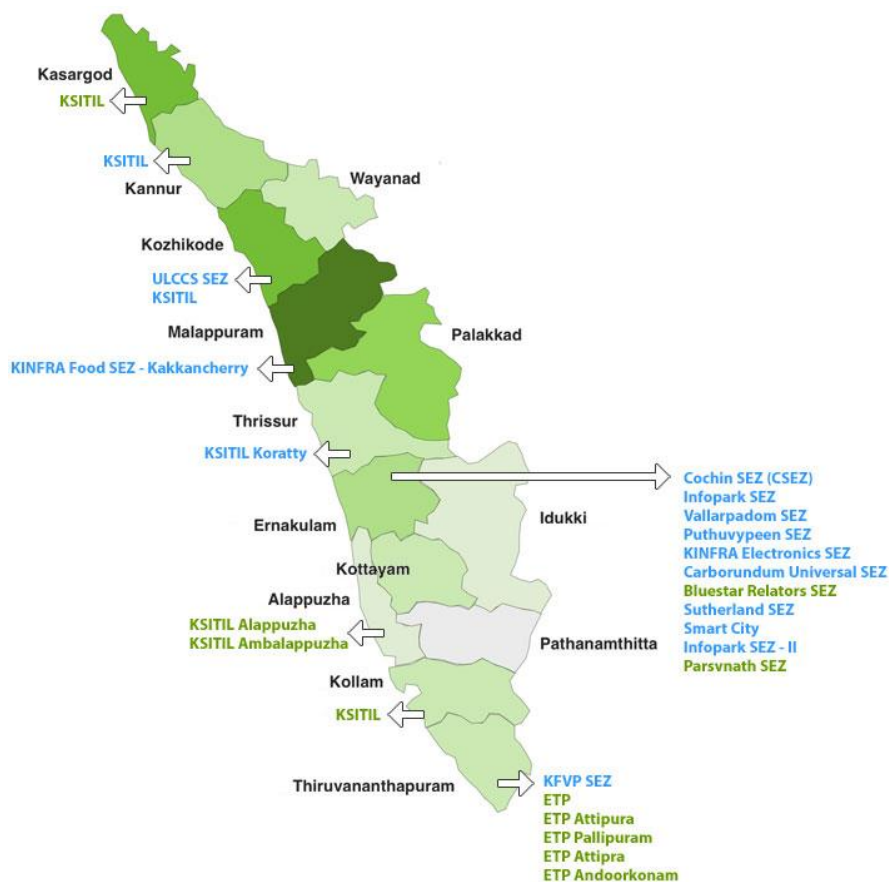 Kasargod
KSITIL
KSITIL
Kannur
Wayanad
Kozhikode
ULCCS SEZ
KSITIL
Malappuram
Palakkad
KINFRA Food SEZ - Kakkancherry
Thrissur
KSITIL Koratty
Cochin SEZ (CSEZ)
Infopark SEZ
Vallarpadom SEZ
Puthuvypeen SEZ
KINFRA Electronics SEZ
Carborundum Universal SEZ
Bluestar Relators SEZ
Sutherland SEZ
Smart City
Infopark SEZ - II
Parsvnath SEZ
Ernakulam
Idukki
Kottayam
Alappuzha
KSITIL Alappuzha
KSITIL Ambalappuzha
Pathanamthitta
Kollam
KSITIL
Thiruvananthapuram
KFVP SEZ
ETP
ETP Attipura
ETP Pallipuram
ETP Attipra
ETP Andoorkonam